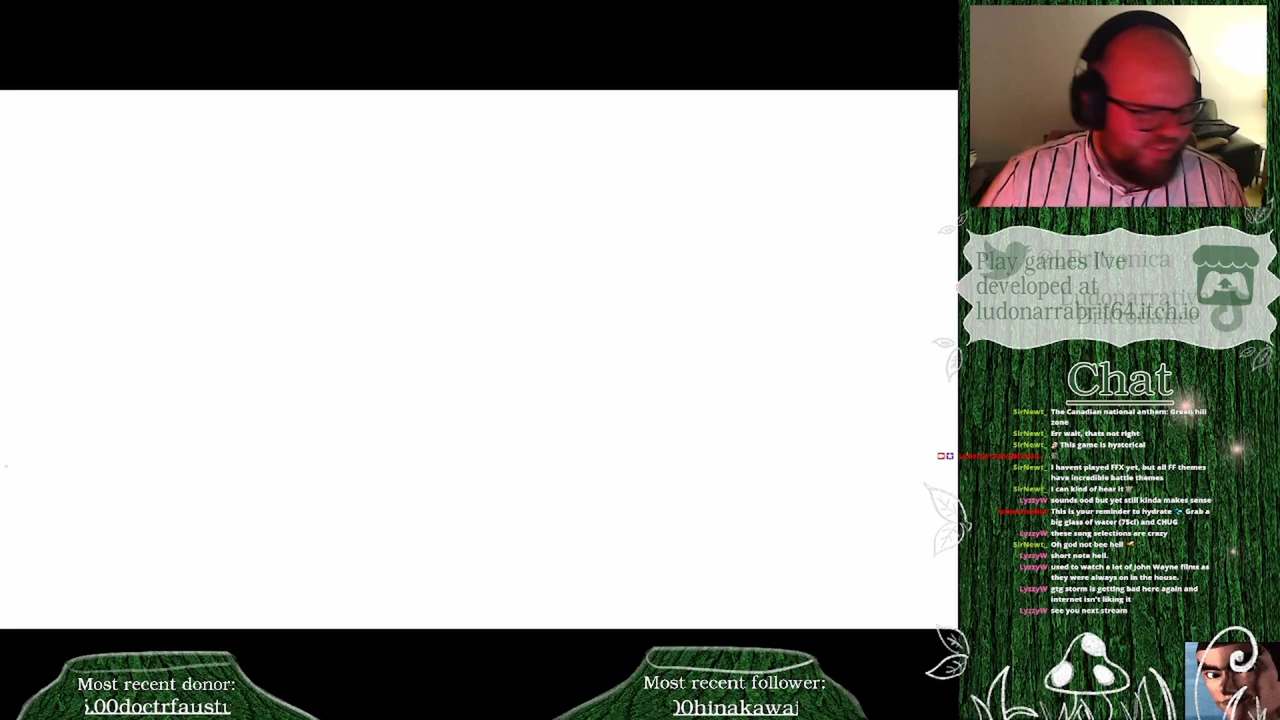 Play games I've
developed at
ludonarrabrit64.itch.io
Chat
SirNewt_ The Canadian national anthem: Green hill
zone
SirNewt_ Err wait, thats not right
SirNewt_ This game is hysterical
SirNewt_ I havent played FFX yet, but all FF themes
have incredible battle themes
SirNewt_ I can kind of hear it
LyzzyW sounds ood but yet still kinda makes sense
This is your reminder to hydrate Grab a
big glass of water (75cl) and CHUG
LyzzyW these song selections are crazy
SirNewt_ Oh god not bee hell
LyzzyW short note hell.
LyzzyW used to watch a lot of John Wayne films as
they were always on in the house.
LyzzyW gtg storm is getting bad here again and
internet isn't liking it
LyzzyW see you next stream
Most recent donor:
.00doctrfaustu
Most recent follower:
00hinakawai